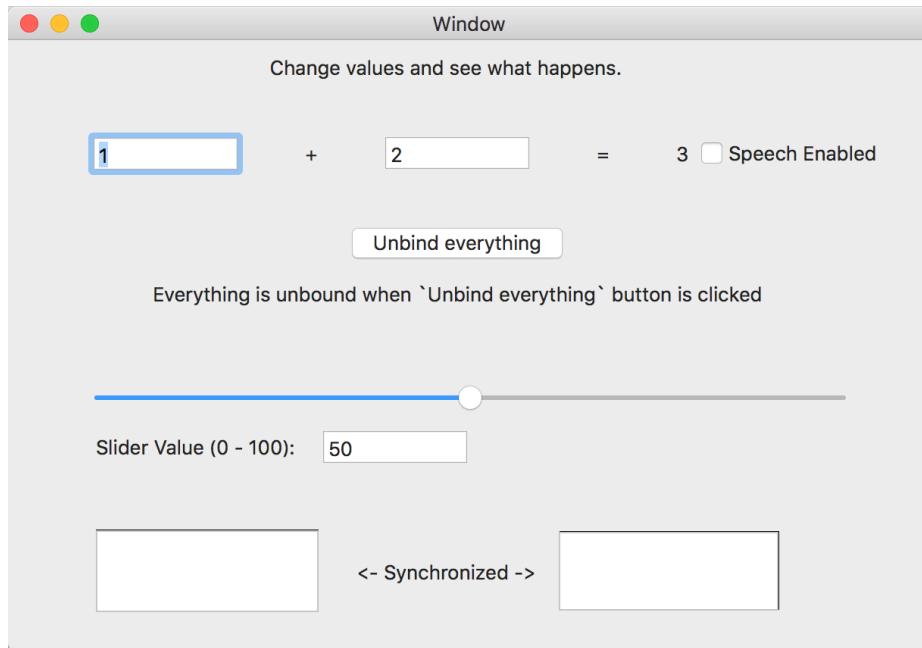 Window
Change values and see what happens.
1 + 2 = 3 Speech Enabled
Unbind everything
Everything is unbound when `Unbind everything` button is clicked
Slider Value (0 - 100): 50
<- Synchronized ->